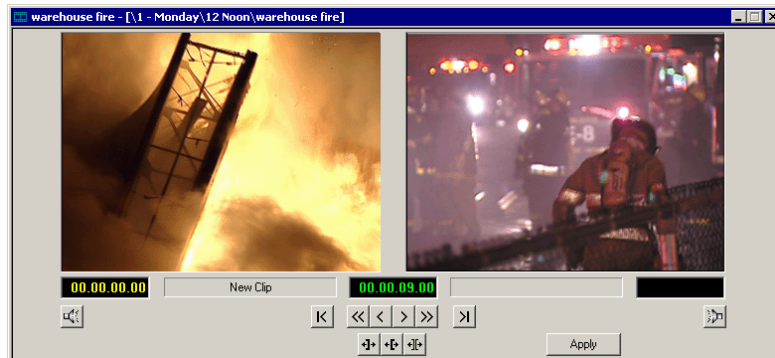 warehouse fire - [\1 - Monday\12 Noon\warehouse fire]
E-8
00.00.00.00
New Clip
00.00.09.00
Apply